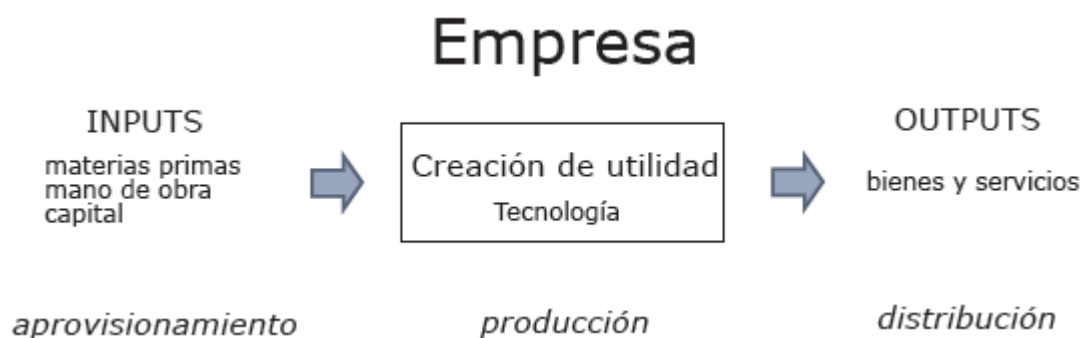 Empresa
INPUTS
materias primas
mano de obra
capital
Creación de utilidad
Tecnología
OUTPUTS
bienes y servicios
aprovisionamiento
producción
distribución